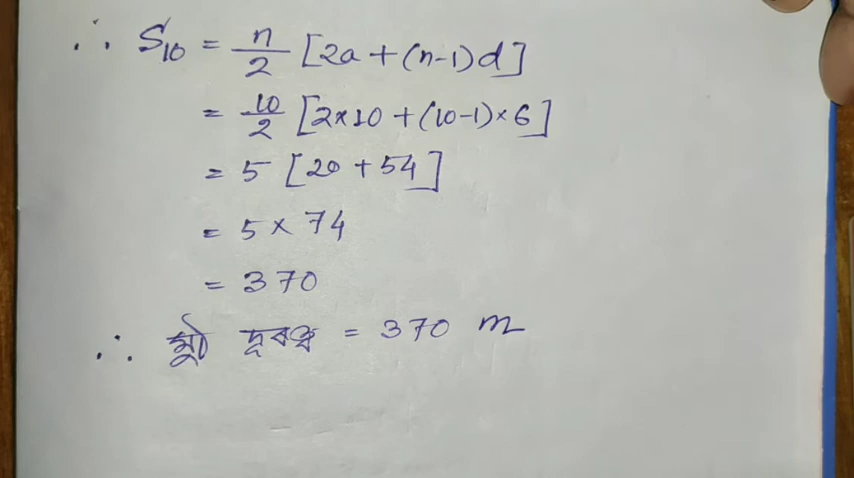 ∴ S₁₀ = n/2 [2a + (n-1)d]
= 10/2 [2×10 + (10-1)×6]
= 5 [20 + 54]
= 5 × 74
= 370
∴ মুঠ দূৰত্ব = 370 m